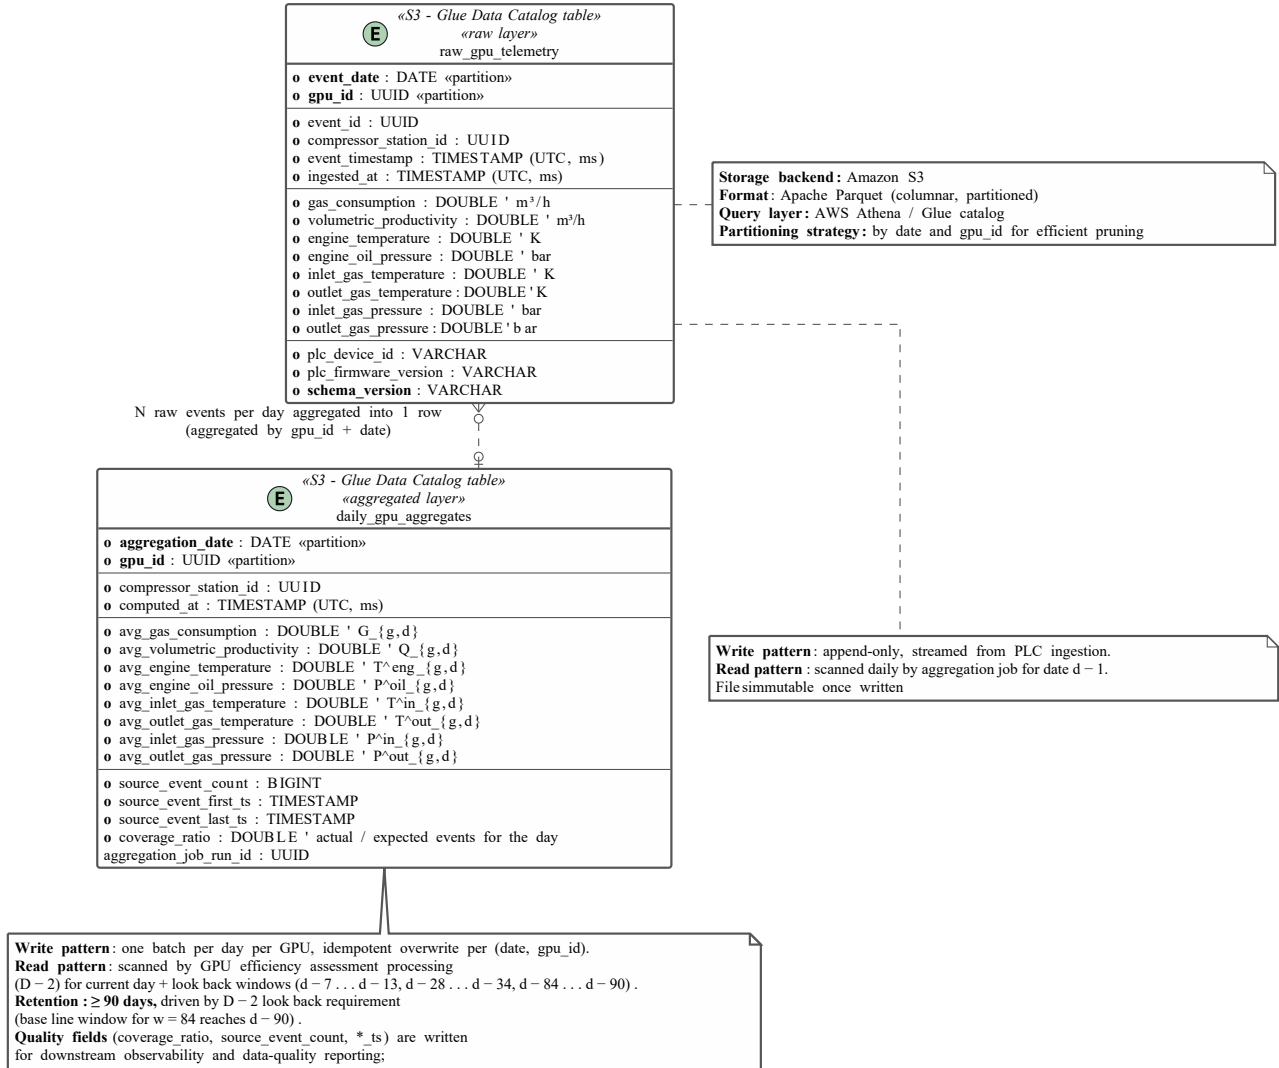 «S3 - Glue Data Catalog table»
«raw layer»
E
raw_gpu_telemetry
o event_date : DATE «partition»
o gpu_id : UUID «partition»
o event_id : UUID
o compressor_station_id : UUID
o event_timestamp : TIMESTAMP (UTC, ms)
o ingested_at : TIMESTAMP (UTC, ms)
o gas_consumption : DOUBLE ' m³/h
o volumetric_productivity : DOUBLE ' m³/h
o engine_temperature : DOUBLE ' K
o engine_oil_pressure : DOUBLE ' bar
o inlet_gas_temperature : DOUBLE ' K
o outlet_gas_temperature : DOUBLE ' K
o inlet_gas_pressure : DOUBLE ' bar
o outlet_gas_pressure : DOUBLE ' b ar
o plc_device_id : VARCHAR
o plc_firmware_version : VARCHAR
o schema_version : VARCHAR
Storage backend: Amazon S3
Format: Apache Parquet (columnar, partitioned)
Query layer: AWS Athena / Glue catalog
Partitioning strategy: by date and gpu_id for efficient pruning
N raw events per day aggregated into 1 row
(aggregated by gpu_id + date)
«S3 - Glue Data Catalog table»
«aggregated layer»
E
daily_gpu_aggregates
o aggregation_date : DATE «partition»
o gpu_id : UUID «partition»
o compressor_station_id : UUID
o computed_at : TIMESTAMP (UTC, ms)
o avg_gas_consumption : DOUBLE ' G_{g,d}
o avg_volumetric_productivity : DOUBLE ' Q_{g,d}
o avg_engine_temperature : DOUBLE ' T^eng_{g,d}
o avg_engine_oil_pressure : DOUBLE ' P^oil_{g,d}
o avg_inlet_gas_temperature : DOUBLE ' T^in_{g,d}
o avg_outlet_gas_temperature : DOUBLE ' T^out_{g,d}
o avg_inlet_gas_pressure : DOUBLE ' P^in_{g,d}
o avg_outlet_gas_pressure : DOUBLE ' P^out_{g,d}
o source_event_count : BIGINT
o source_event_first_ts : TIMESTAMP
o source_event_last_ts : TIMESTAMP
o coverage_ratio : DOUBLE ' actual / expected events for the day
aggregation_job_run_id : UUID
Write pattern: append-only, streamed from PLC ingestion.
Read pattern : scanned daily by aggregation job for date d − 1.
Filesimmutable once written
Write pattern: one batch per day per GPU, idempotent overwrite per (date, gpu_id).
Read pattern: scanned by GPU efficiency assessment processing
(D − 2) for current day + look back windows (d − 7 . . . d − 13, d − 28 . . . d − 34, d − 84 . . . d − 90) .
Retention : ≥ 90 days, driven by D − 2 look back requirement
(base line window for w = 84 reaches d − 90) .
Quality fields (coverage_ratio, source_event_count, *_ts) are written
for downstream observability and data-quality reporting;